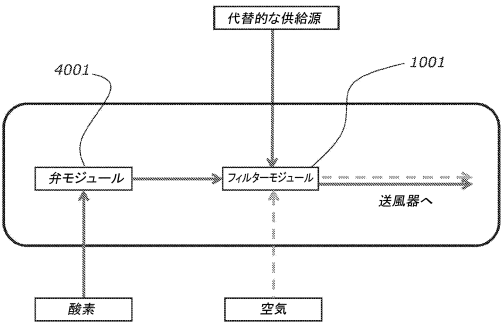 代替的な供給源
4001
1001
弁モジュール
フィルターモジュール
送風器へ
酸素
空気